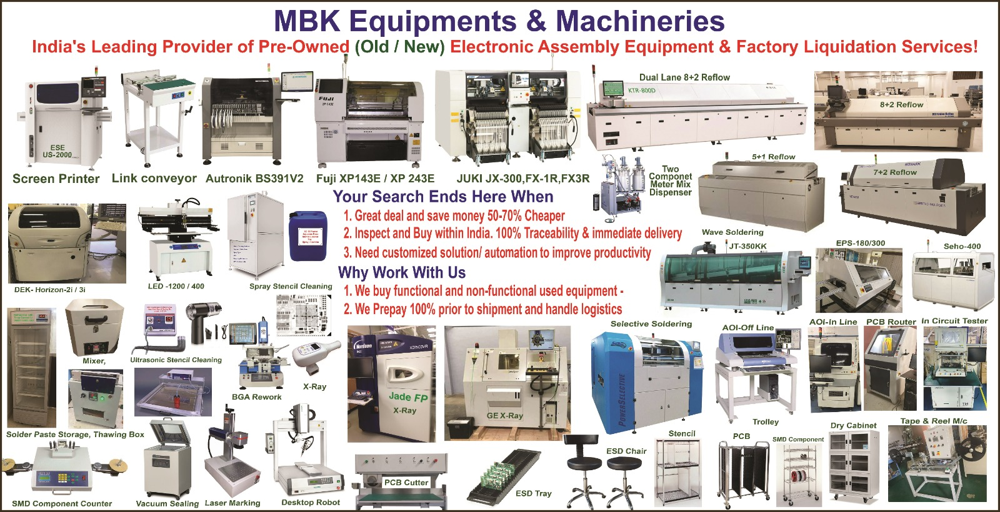 MBK Equipments & Machineries
India's Leading Provider of Pre-Owned (Old / New) Electronic Assembly Equipment & Factory Liquidation Services!
ESE
US-2000
Screen Printer
Link conveyor
Autronik BS391V2
FUJI
XP-143E
Fuji XP143E / XP 243E
JUKI JX-300,FX-1R,FX3R
Dual Lane 8+2 Reflow
KTR-800D
8+2 Reflow
Two
Componet
Meter Mix
Dispenser
5+1 Reflow
KONARK
7+2 Reflow
Your Search Ends Here When
1. Great deal and save money 50-70% Cheaper
2. Inspect and Buy within India. 100% Traceability & immediate delivery
3. Need customized solution/ automation to improve productivity
Why Work With Us
1. We buy functional and non-functional used equipment -
2. We Prepay 100% prior to shipment and handle logistics
DEK- Horizon-2i / 3i
LED -1200 / 400
Spray Stencil Cleaning
Wave Soldering
JT-350KK
LEAD-FREE
EPS-180/300
Seho-400
Mixer,
Ultrasonic Stencil Cleaning
BGA Rework
X-Ray
Nordson
XD7500VR
Jade FP
X-Ray
GE X-Ray
Selective Soldering
POWERSELECTIVE
AOI-Off Line
Trolley
AOI-In Line
PCB Router
In Circuit Tester
Solder Paste Storage, Thawing Box
SMD Component Counter
Vacuum Sealing
Laser Marking
Desktop Robot
PCB Cutter
ESD Tray
ESD Chair
Stencil
PCB
SMD Component
Dry Cabinet
Tape & Reel M/c